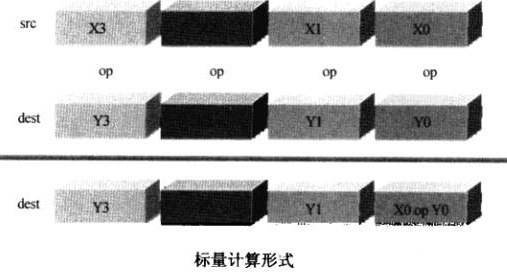 src X3 X1 X0
op op op op
dest Y3 Y1 Y0
dest Y3 Y1 X0 op Y0
标量计算形式